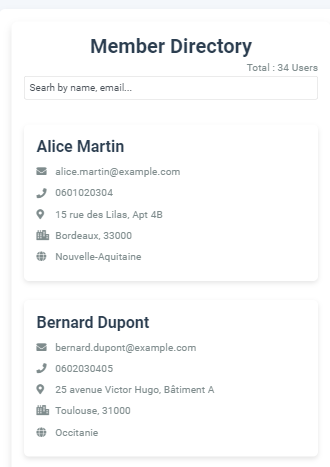 Member Directory
Total : 34 Users
Searh by name, email...
Alice Martin
alice.martin@example.com
0601020304
15 rue des Lilas, Apt 4B
Bordeaux, 33000
Nouvelle-Aquitaine
Bernard Dupont
bernard.dupont@example.com
0602030405
25 avenue Victor Hugo, Bâtiment A
Toulouse, 31000
Occitanie